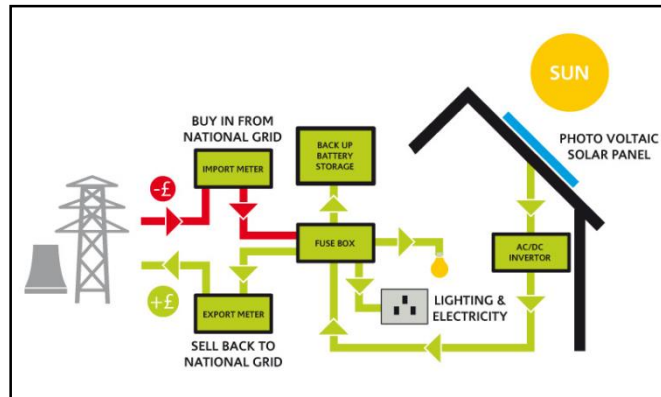 SUN
BUY IN FROM
NATIONAL GRID
PHOTO VOLTAIC
SOLAR PANEL
BACK UP
BATTERY
STORAGE
IMPORT METER
-£
FUSE BOX
AC/DC
INVERTOR
+£
EXPORT METER
LIGHTING &
ELECTRICITY
SELL BACK TO
NATIONAL GRID